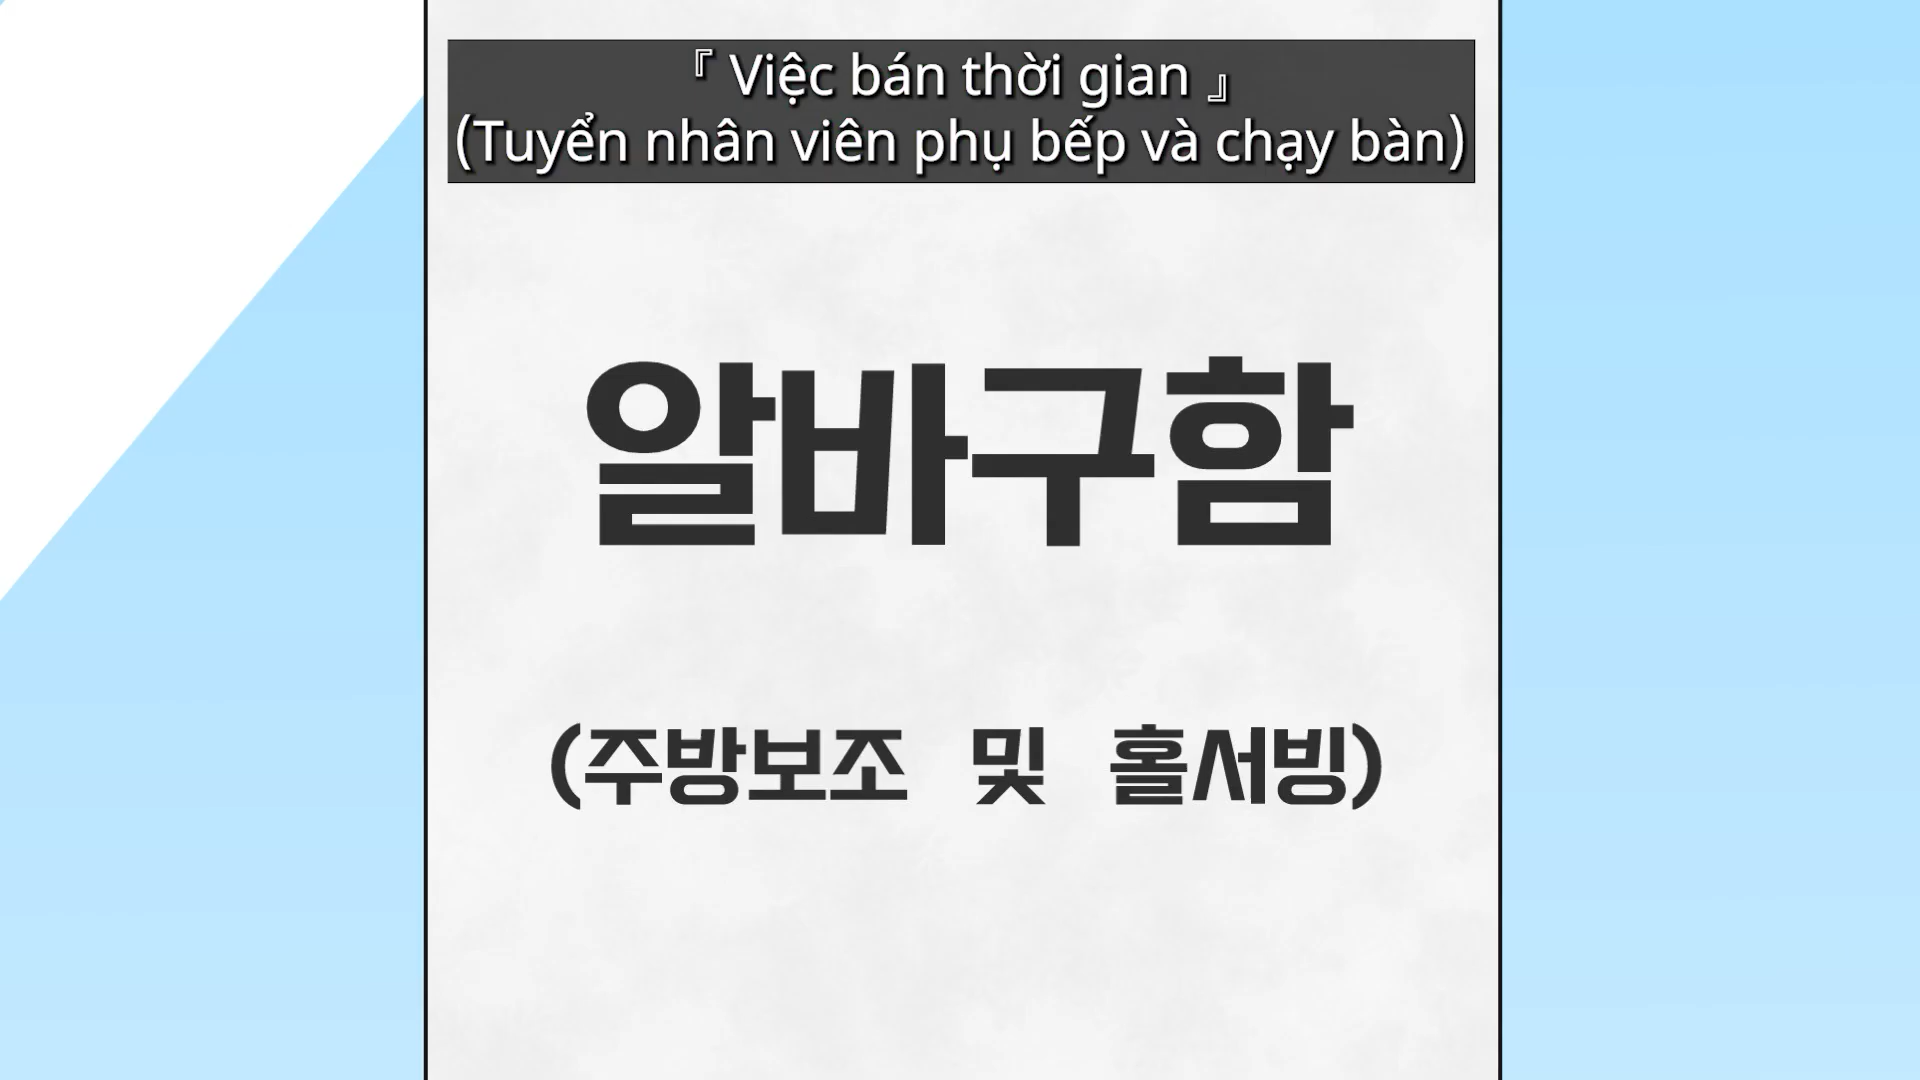 『 Việc bán thời gian 』
(Tuyển nhân viên phụ bếp và chạy bàn)
알바구함
(주방보조 및 홀서빙)